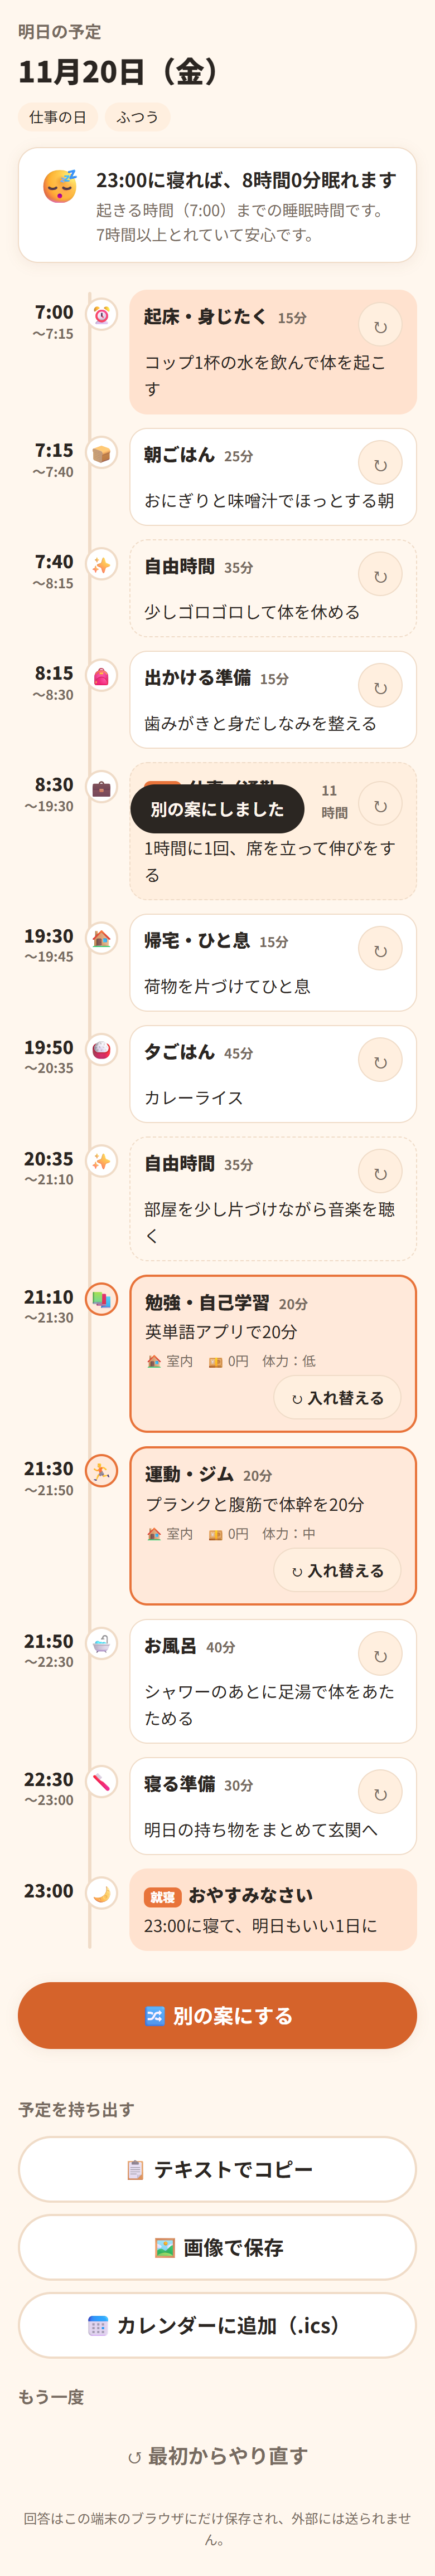 明日の予定
11月20日（金）
仕事の日 ふつう
23:00に寝れば、8時間0分眠れます
起きる時間（7:00）までの睡眠時間です。
7時間以上とれていて安心です。
7:00
〜7:15
起床・身じたく 15分
コップ1杯の水を飲んで体を起こ
す
7:15
〜7:40
朝ごはん 25分
おにぎりと味噌汁でほっとする朝
7:40
〜8:15
自由時間 35分
少しゴロゴロして体を休める
8:15
〜8:30
出かける準備 15分
歯みがきと身だしなみを整える
8:30
〜19:30
別の案にしました
11
時間
1時間に1回、席を立って伸びをす
る
19:30
〜19:45
帰宅・ひと息 15分
荷物を片づけてひと息
19:50
〜20:35
夕ごはん 45分
カレーライス
20:35
〜21:10
自由時間 35分
部屋を少し片づけながら音楽を聴
く
21:10
〜21:30
勉強・自己学習 20分
英単語アプリで20分
室内 0円 体力：低
↻ 入れ替える
21:30
〜21:50
運動・ジム 20分
プランクと腹筋で体幹を20分
室内 0円 体力：中
↻ 入れ替える
21:50
〜22:30
お風呂 40分
シャワーのあとに足湯で体をあた
ためる
22:30
〜23:00
寝る準備 30分
明日の持ち物をまとめて玄関へ
23:00
就寝 おやすみなさい
23:00に寝て、明日もいい1日に
別の案にする
予定を持ち出す
テキストでコピー
画像で保存
カレンダーに追加（.ics）
もう一度
↺ 最初からやり直す
回答はこの端末のブラウザにだけ保存され、外部には送られませ
ん。